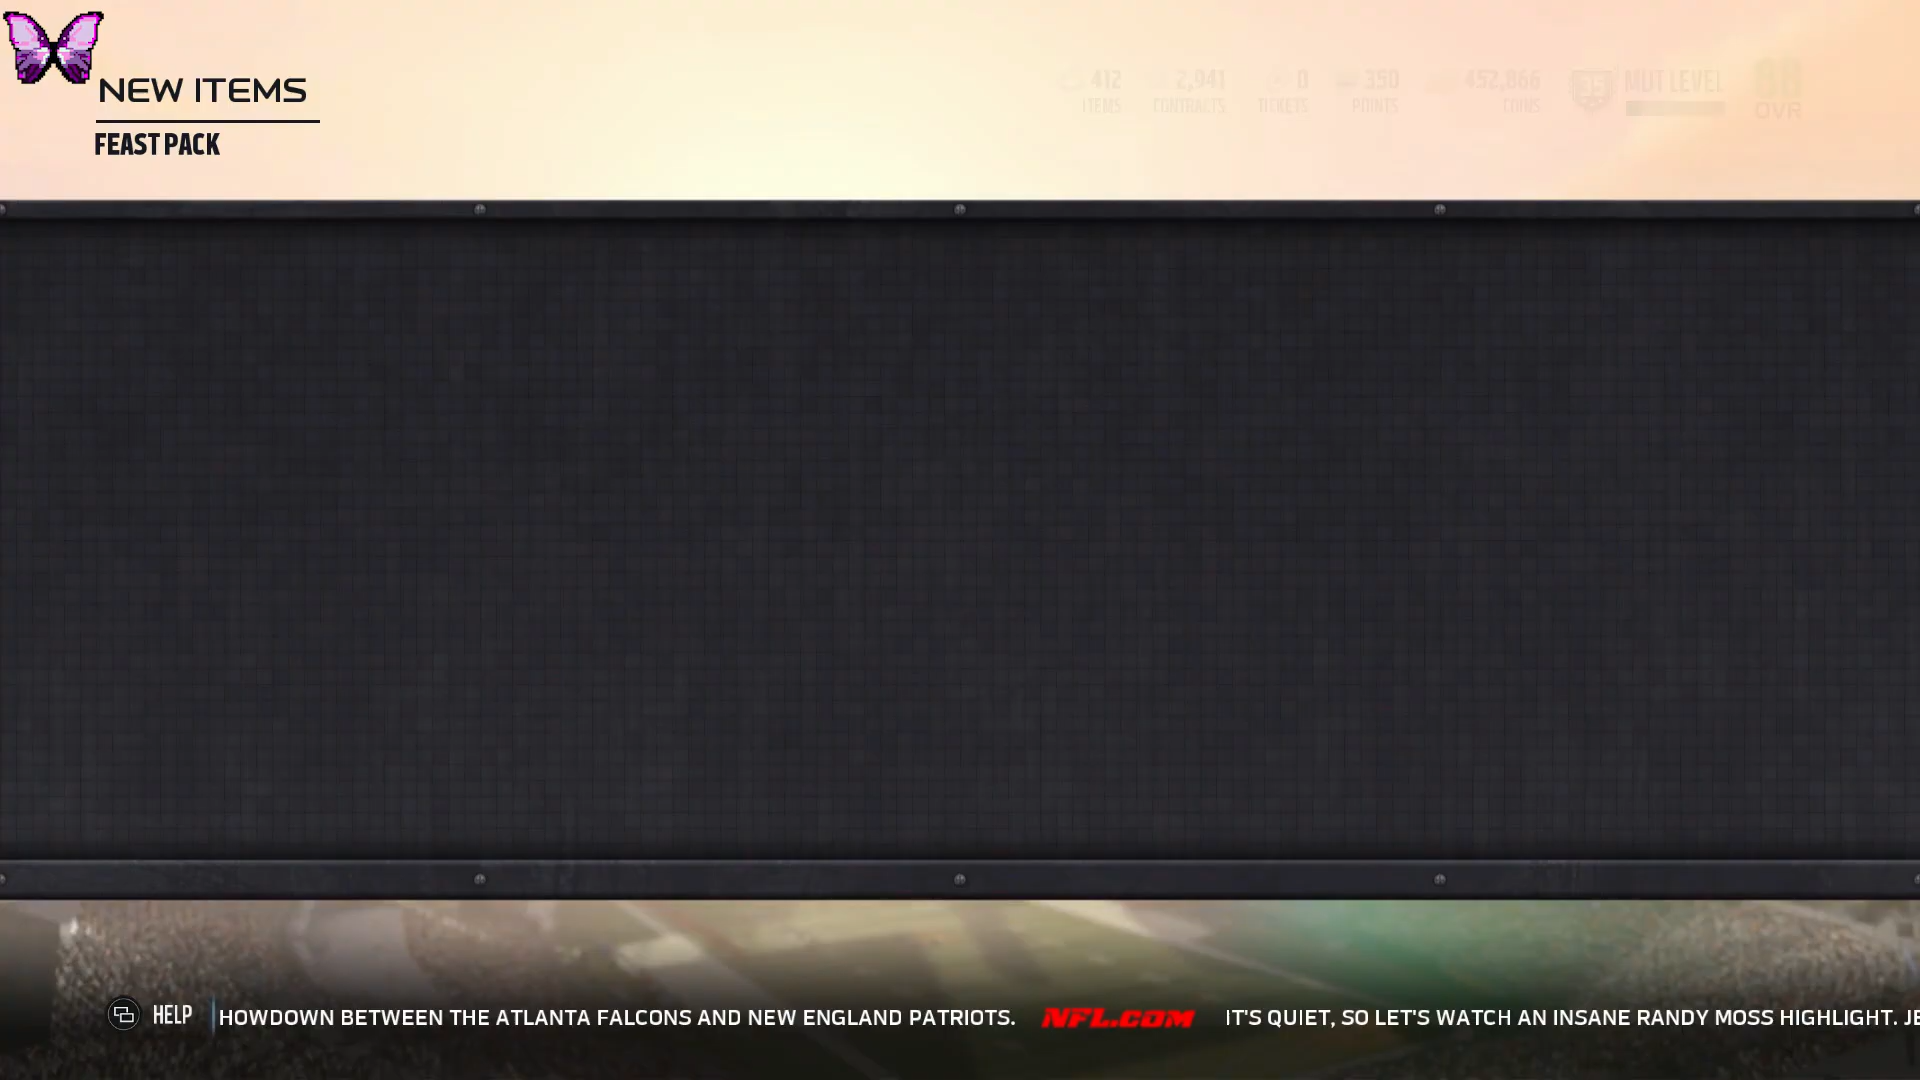 NEW ITEMS
FEAST PACK
412
ITEMS
2,941
CONTRACTS
0
TICKETS
350
POINTS
452,866
COINS
MUT LEVEL
OVR
HELP
HOWDOWN BETWEEN THE ATLANTA FALCONS AND NEW ENGLAND PATRIOTS. NFL.COM IT'S QUIET, SO LET'S WATCH AN INSANE RANDY MOSS HIGHLIGHT. JE